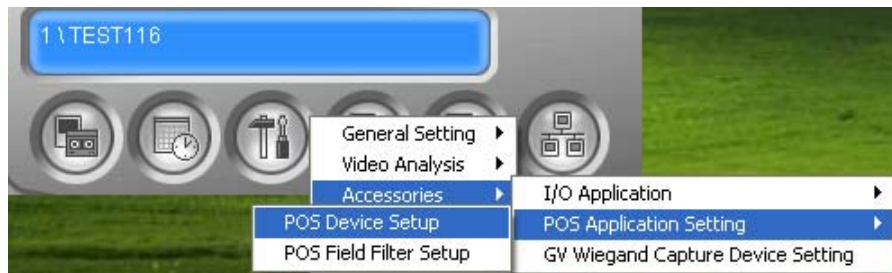 1 \ TEST116
General Setting
Video Analysis
Accessories
I/O Application
POS Device Setup
POS Application Setting
POS Field Filter Setup
GV Wiegand Capture Device Setting